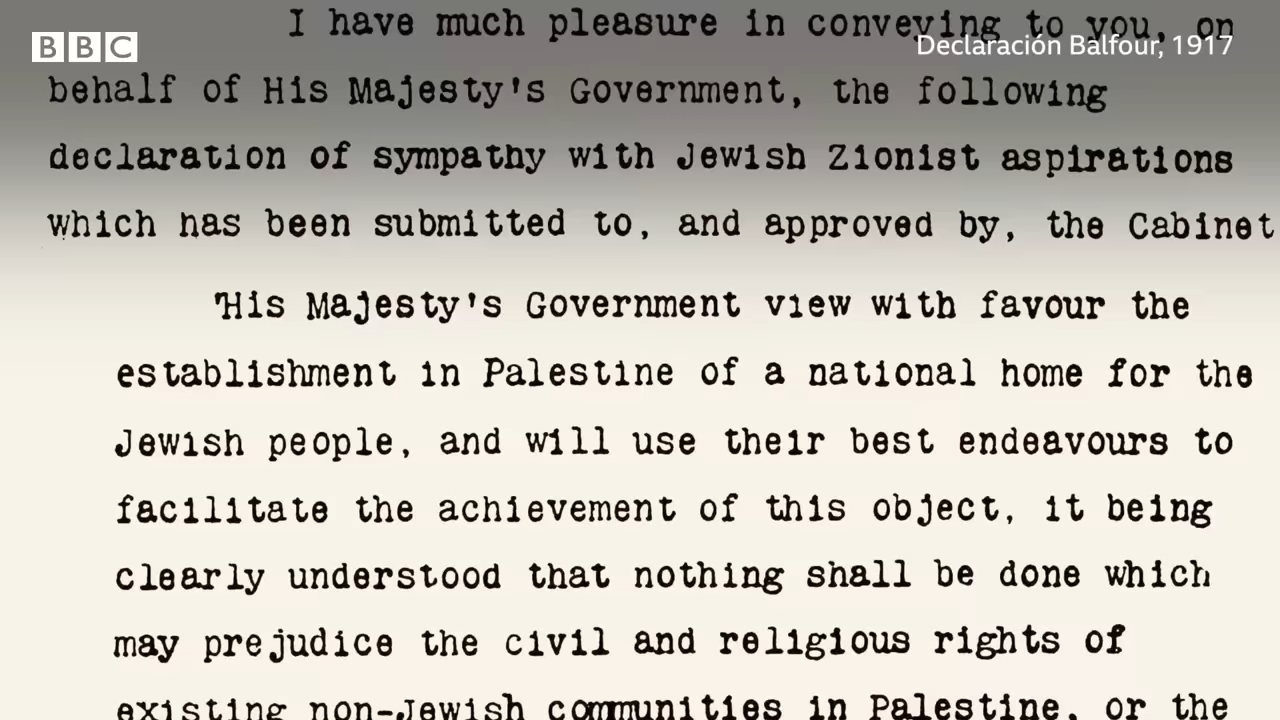 I have much pleasure in conveying to you, on
BBC
Declaración Balfour, 1917
behalf of His Majesty's Government, the following
declaration of sympathy with Jewish Zionist aspirations
which has been submitted to, and approved by, the Cabinet
'His Majesty's Government view with favour the
establishment in Palestine of a national home for the
Jewish people, and will use their best endeavours to
facilitate the achievement of this object, it being
clearly understood that nothing shall be done which
may prejudice the civil and religious rights of
existing non-Jewish communities in Palestine, or the